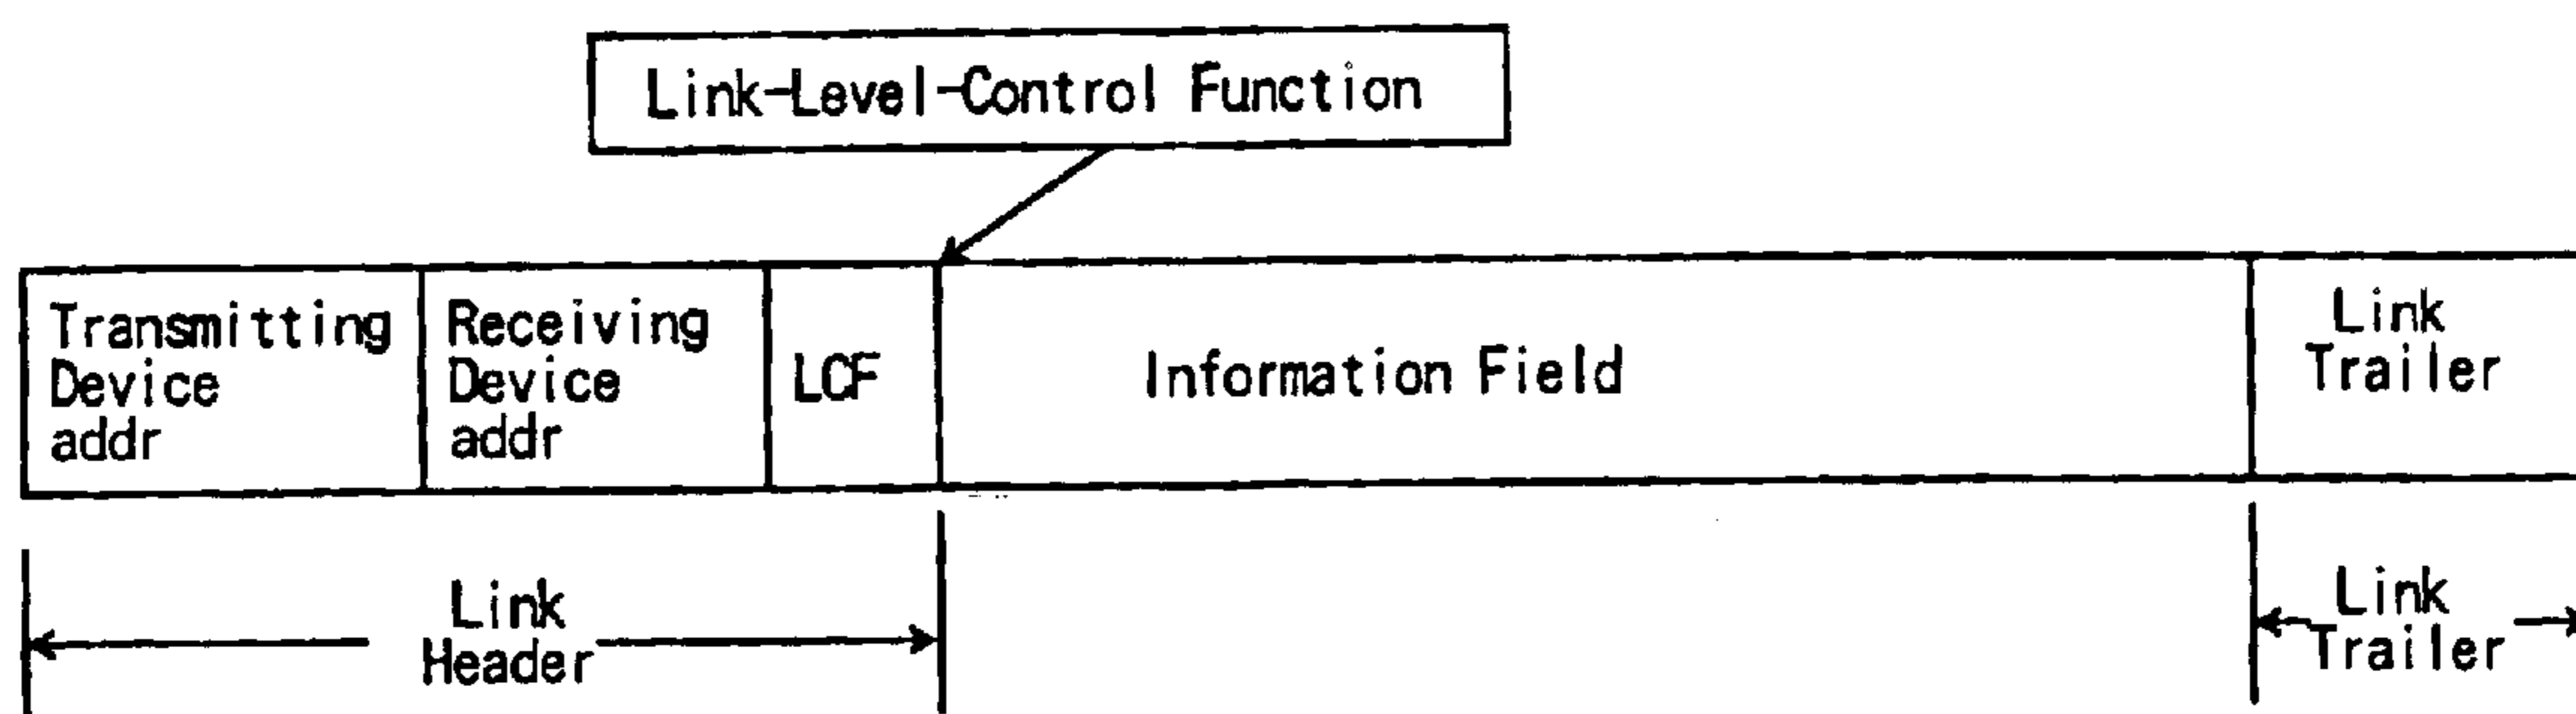 Link-Level-Control Function
Transmitting
Device
addr
Receiving
Device
addr
LCF
Information Field
Link
Trailer
Link
Header
Link
Trailer